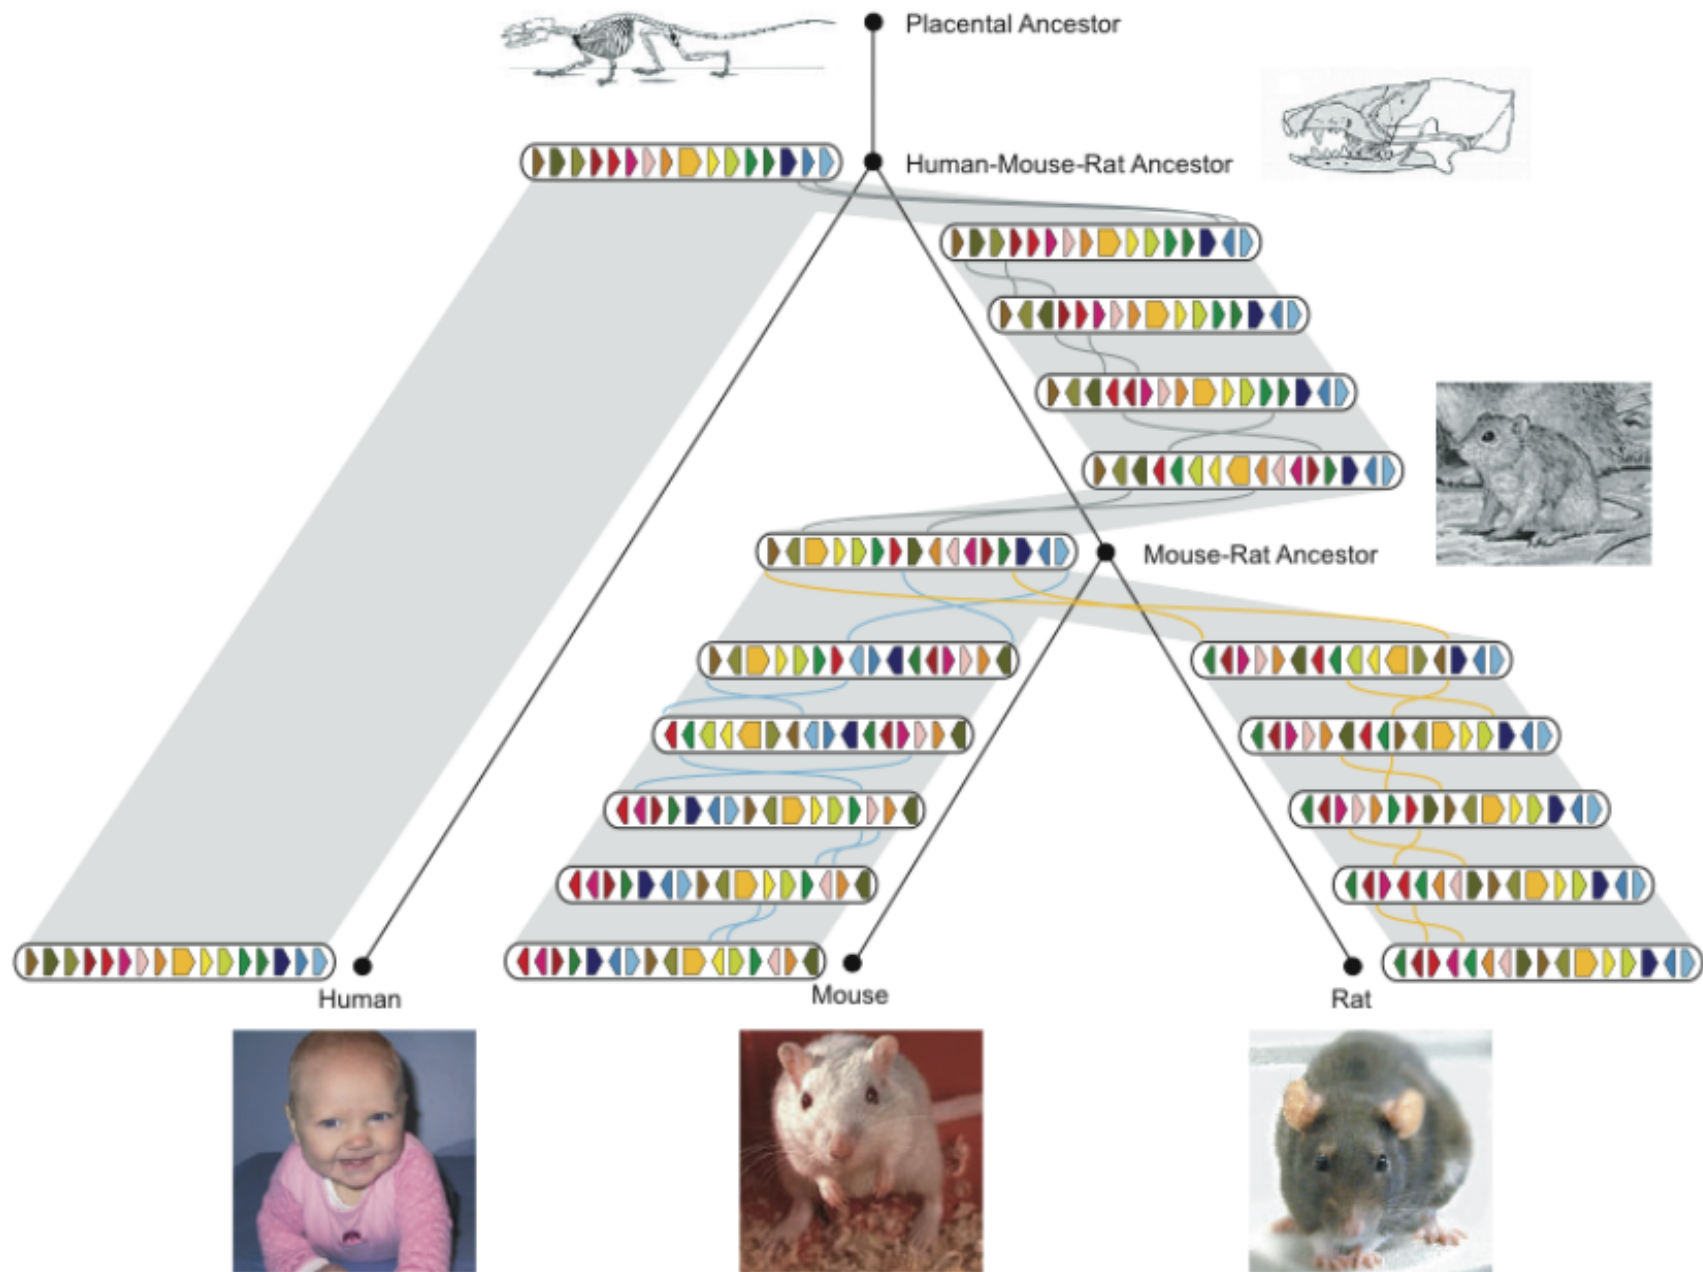 Placental Ancestor
Human-Mouse-Rat Ancestor
Mouse-Rat Ancestor
Human
Mouse
Rat